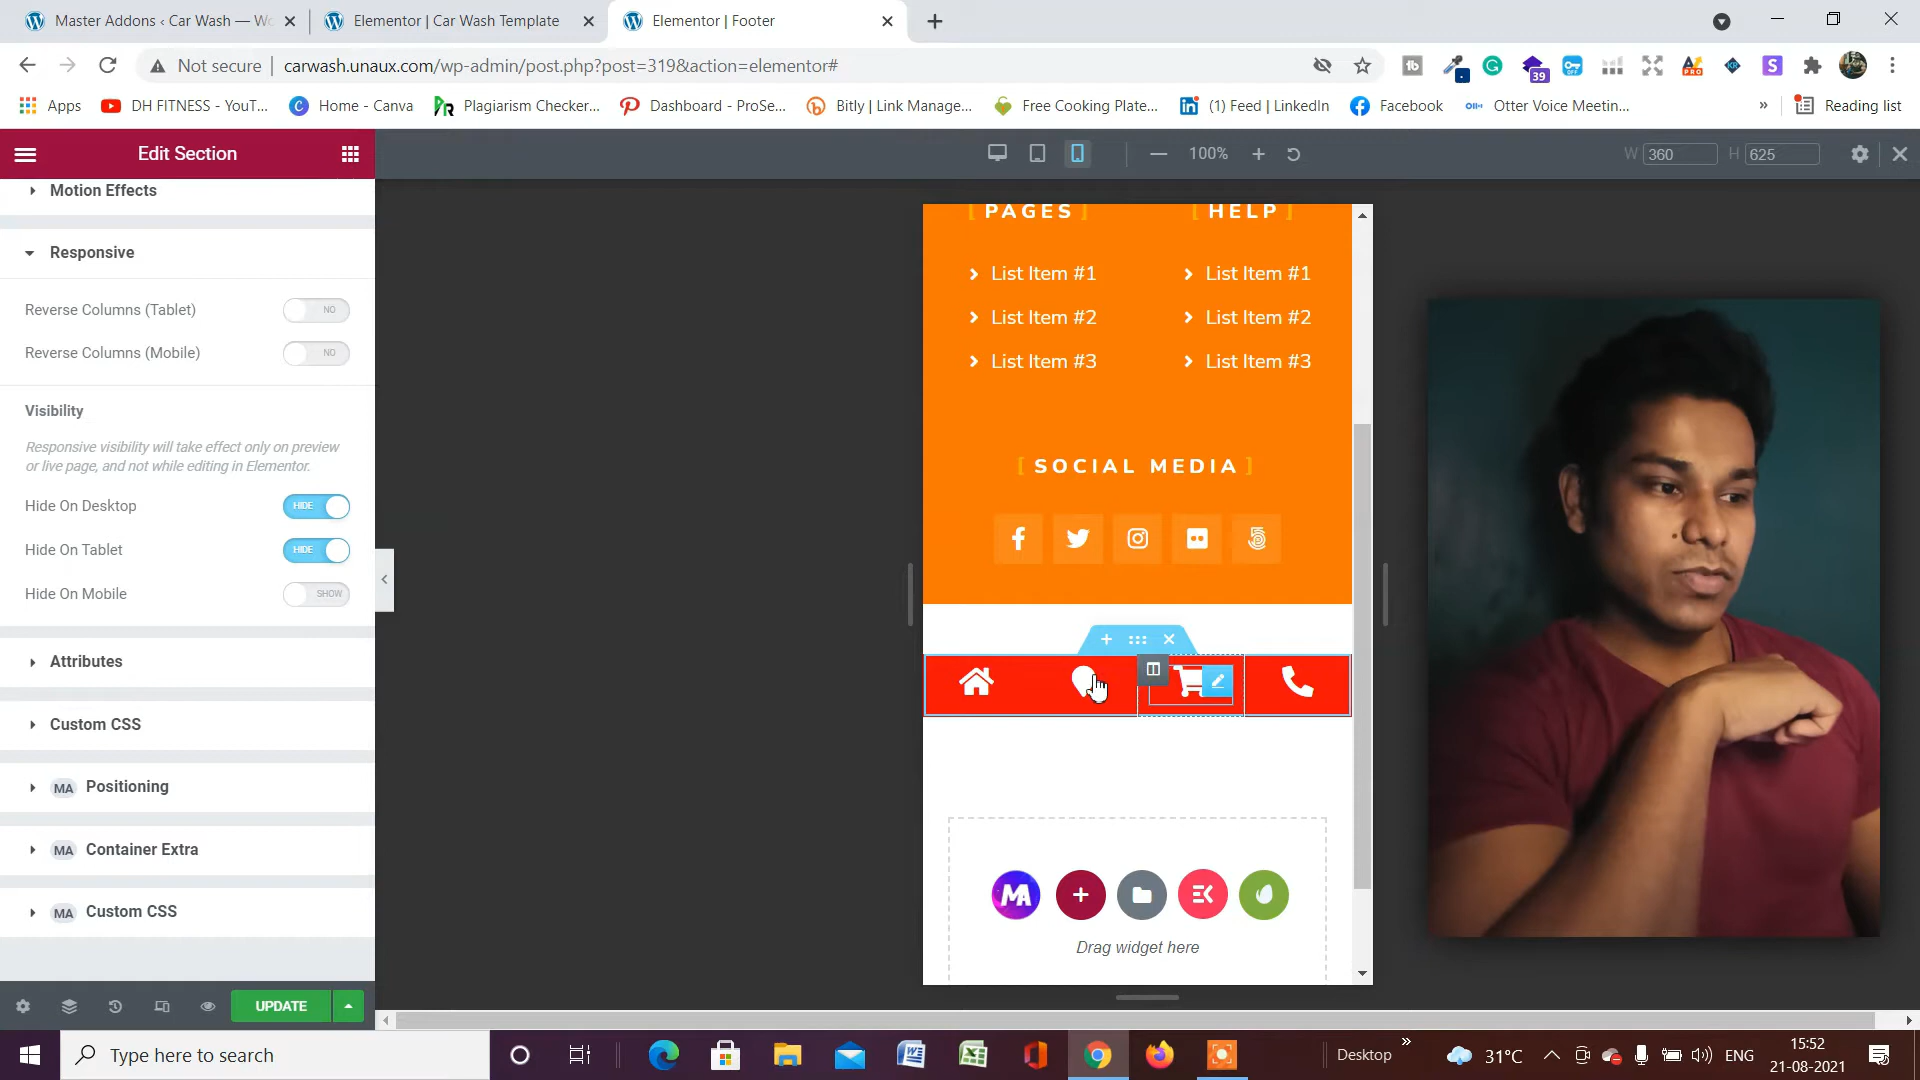 Master Addons ‹ Car Wash — Wo
Elementor | Car Wash Template
Elementor | Footer
Not secure
carwash.unaux.com/wp-admin/post.php?post=319&action=elementor#
39
Apps
DH FITNESS - YouT...
Home - Canva
Plagiarism Checker...
Dashboard - ProSe...
Bitly | Link Manage...
Free Cooking Plate...
(1) Feed | LinkedIn
Facebook
Otter Voice Meetin...
»
Reading list
Edit Section
100%
W 360
H 625
Motion Effects
Responsive
Reverse Columns (Tablet) NO
Reverse Columns (Mobile) NO
Visibility
Responsive visibility will take effect only on preview
or live page, and not while editing in Elementor.
Hide On Desktop HIDE
Hide On Tablet HIDE
Hide On Mobile SHOW
Attributes
Custom CSS
MA Positioning
MA Container Extra
MA Custom CSS
UPDATE
[ PAGES ]
[ HELP ]
List Item #1
List Item #1
List Item #2
List Item #2
List Item #3
List Item #3
[ SOCIAL MEDIA ]
MA
Drag widget here
Type here to search
Desktop
31°C
ENG
15:52
21-08-2021